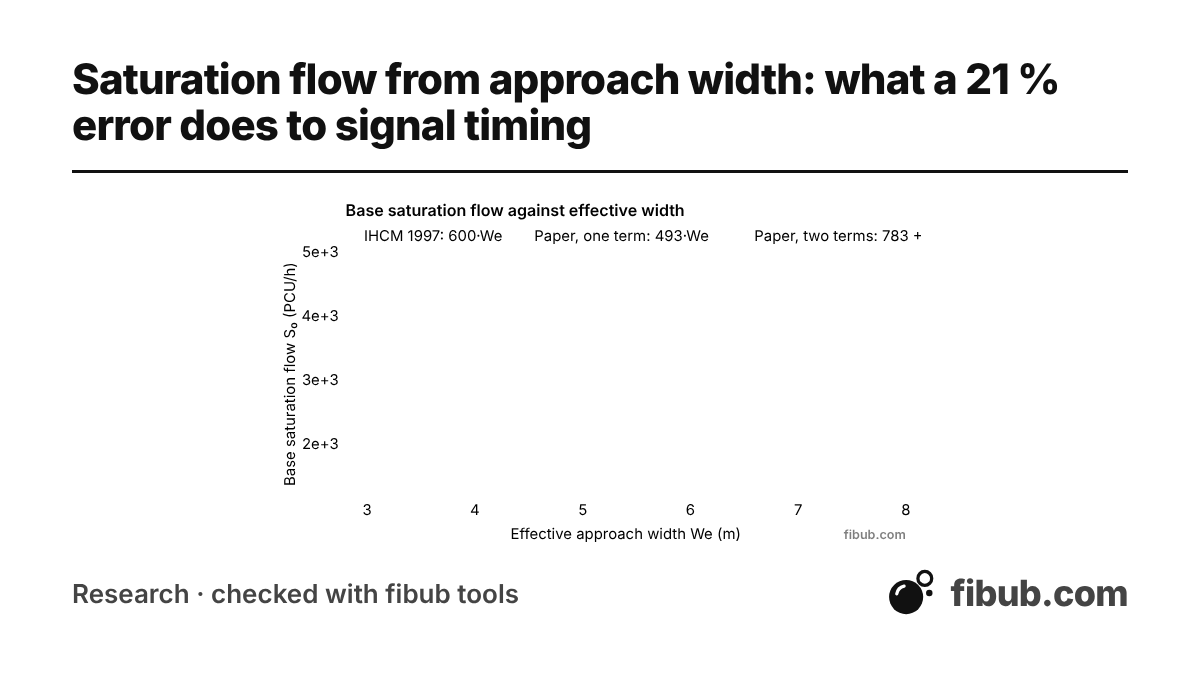 Saturation flow from approach width: what a 21 %
error does to signal timing
Base saturation flow against effective width
IHCM 1997: 600·We
Paper, one term: 493·We
Paper, two terms: 783 +
Base saturation flow S₀ (PCU/h)
5e+3
4e+3
3e+3
2e+3
3 4 5 6 7 8
Effective approach width We (m)
fibub.com
Research · checked with fibub tools
fibub.com